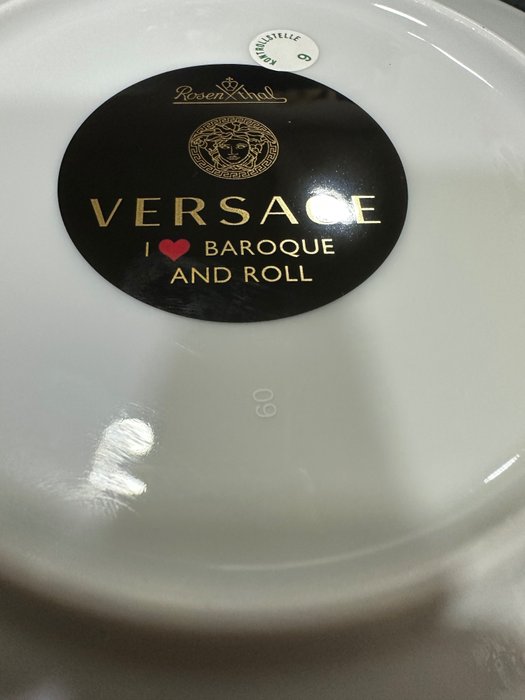 KONTROLLSTELLE
6
Rosenthal
VERSACE
I ❤ BAROQUE
AND ROLL
60